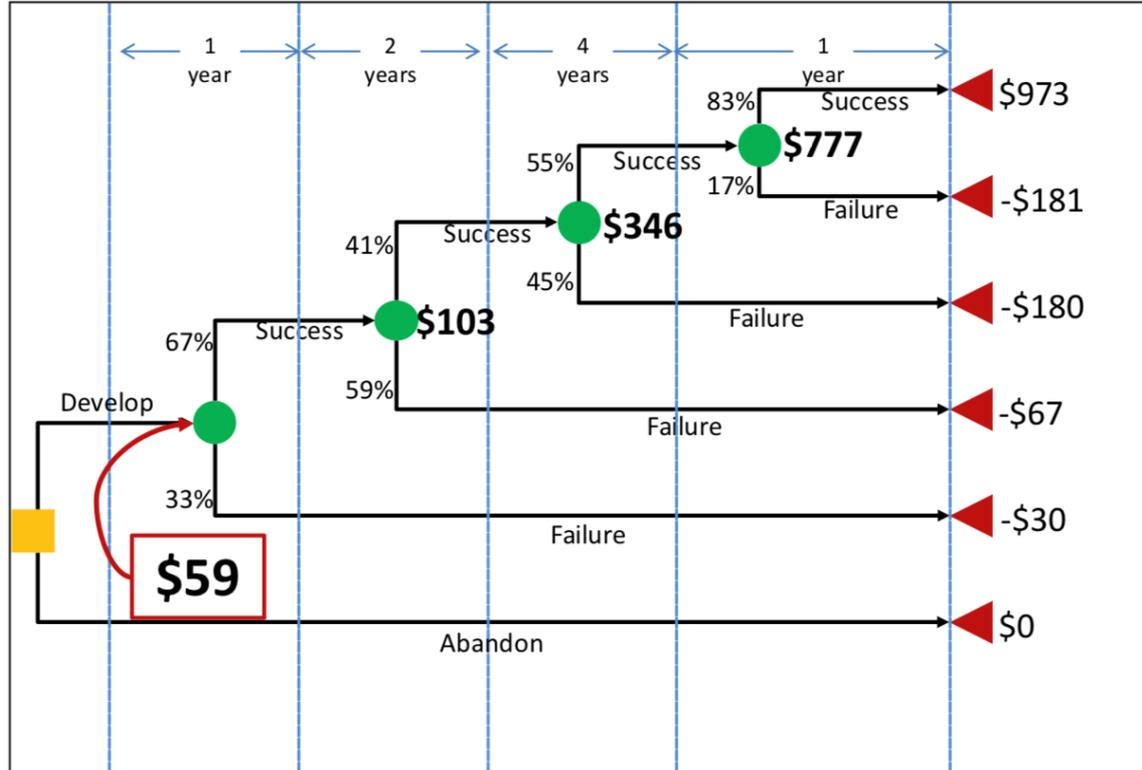 1
year
2
years
4
years
1
year
83%
Success
$973
$777
55%
Success
17%
Failure
-$181
41%
Success
$346
45%
Failure
-$180
67%
Success
$103
59%
Failure
-$67
Develop
33%
Failure
-$30
$59
Abandon
$0